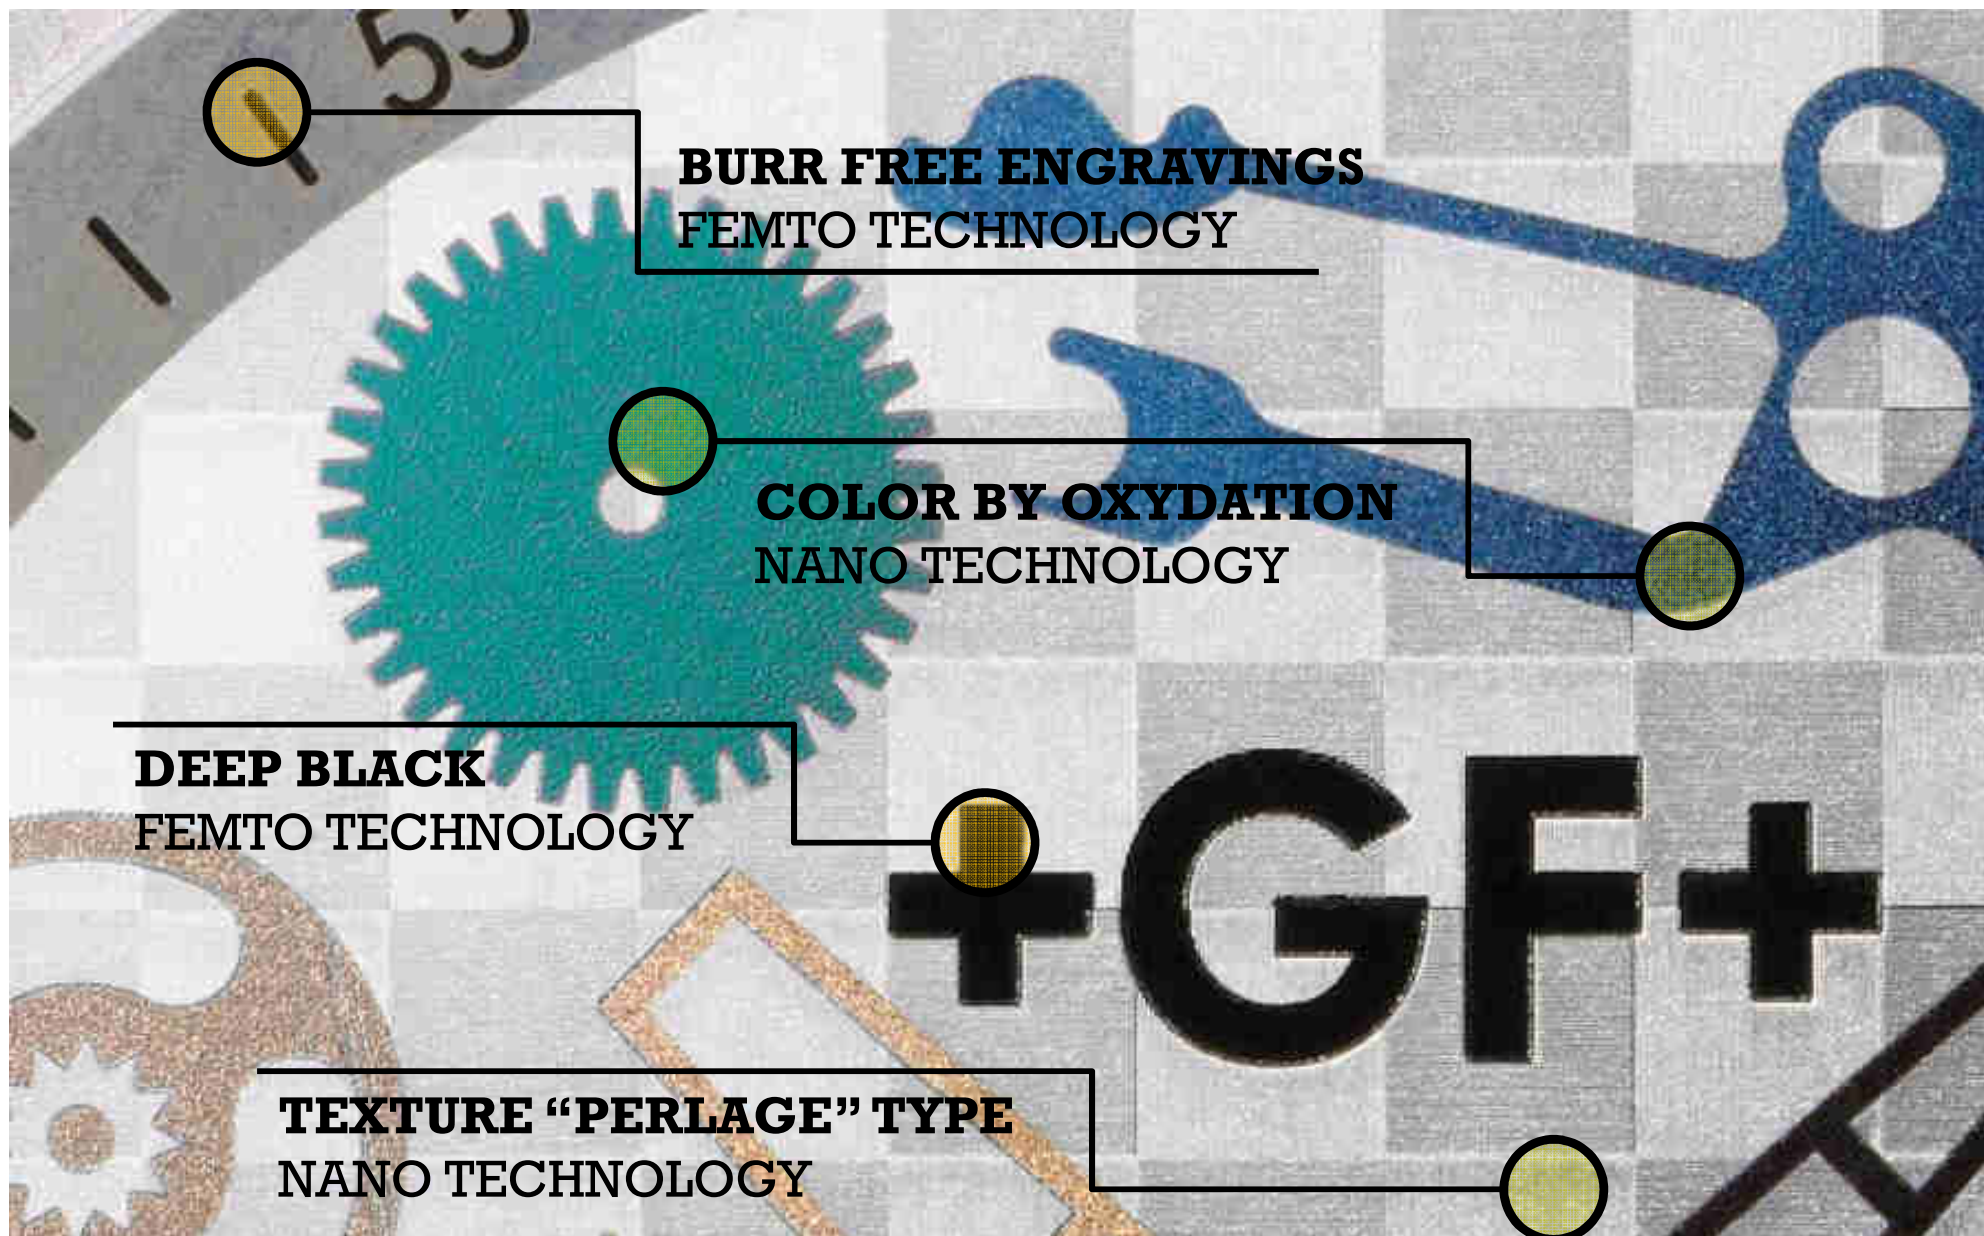 55
BURR FREE ENGRAVINGS
FEMTO TECHNOLOGY
COLOR BY OXYDATION
NANO TECHNOLOGY
DEEP BLACK
FEMTO TECHNOLOGY
+GF+
TEXTURE “PERLAGE” TYPE
NANO TECHNOLOGY